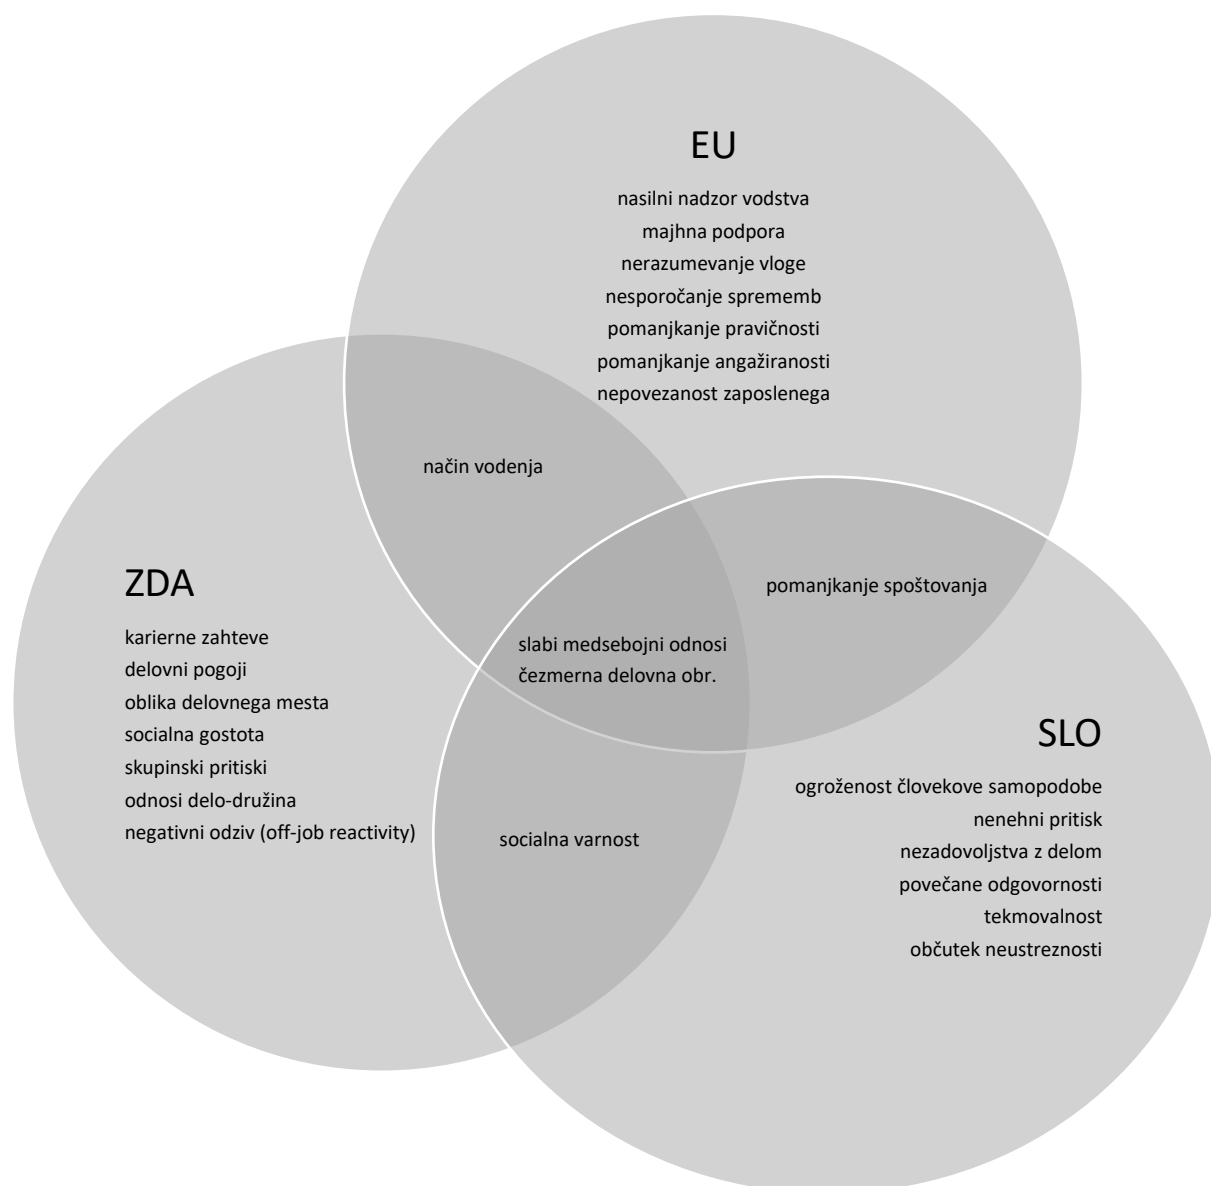 EU
nasilni nadzor vodstva
majhna podpora
nerazumevanje vloge
nesporočanje sprememb
pomanjkanje pravičnosti
pomanjkanje angažiranosti
nepovezanost zaposlenega
način vodenja
pomanjkanje spoštovanja
slabi medsebojni odnosi
čezmerna delovna obr.
ZDA
karierne zahteve
delovni pogoji
oblika delovnega mesta
socialna gostota
skupinski pritiski
odnosi delo-družina
negativni odziv (off-job reactivity)
socialna varnost
SLO
ogroženost človekove samopodobe
nenehni pritisk
nezadovoljstva z delom
povečane odgovornosti
tekmovalnost
občutek neustreznosti